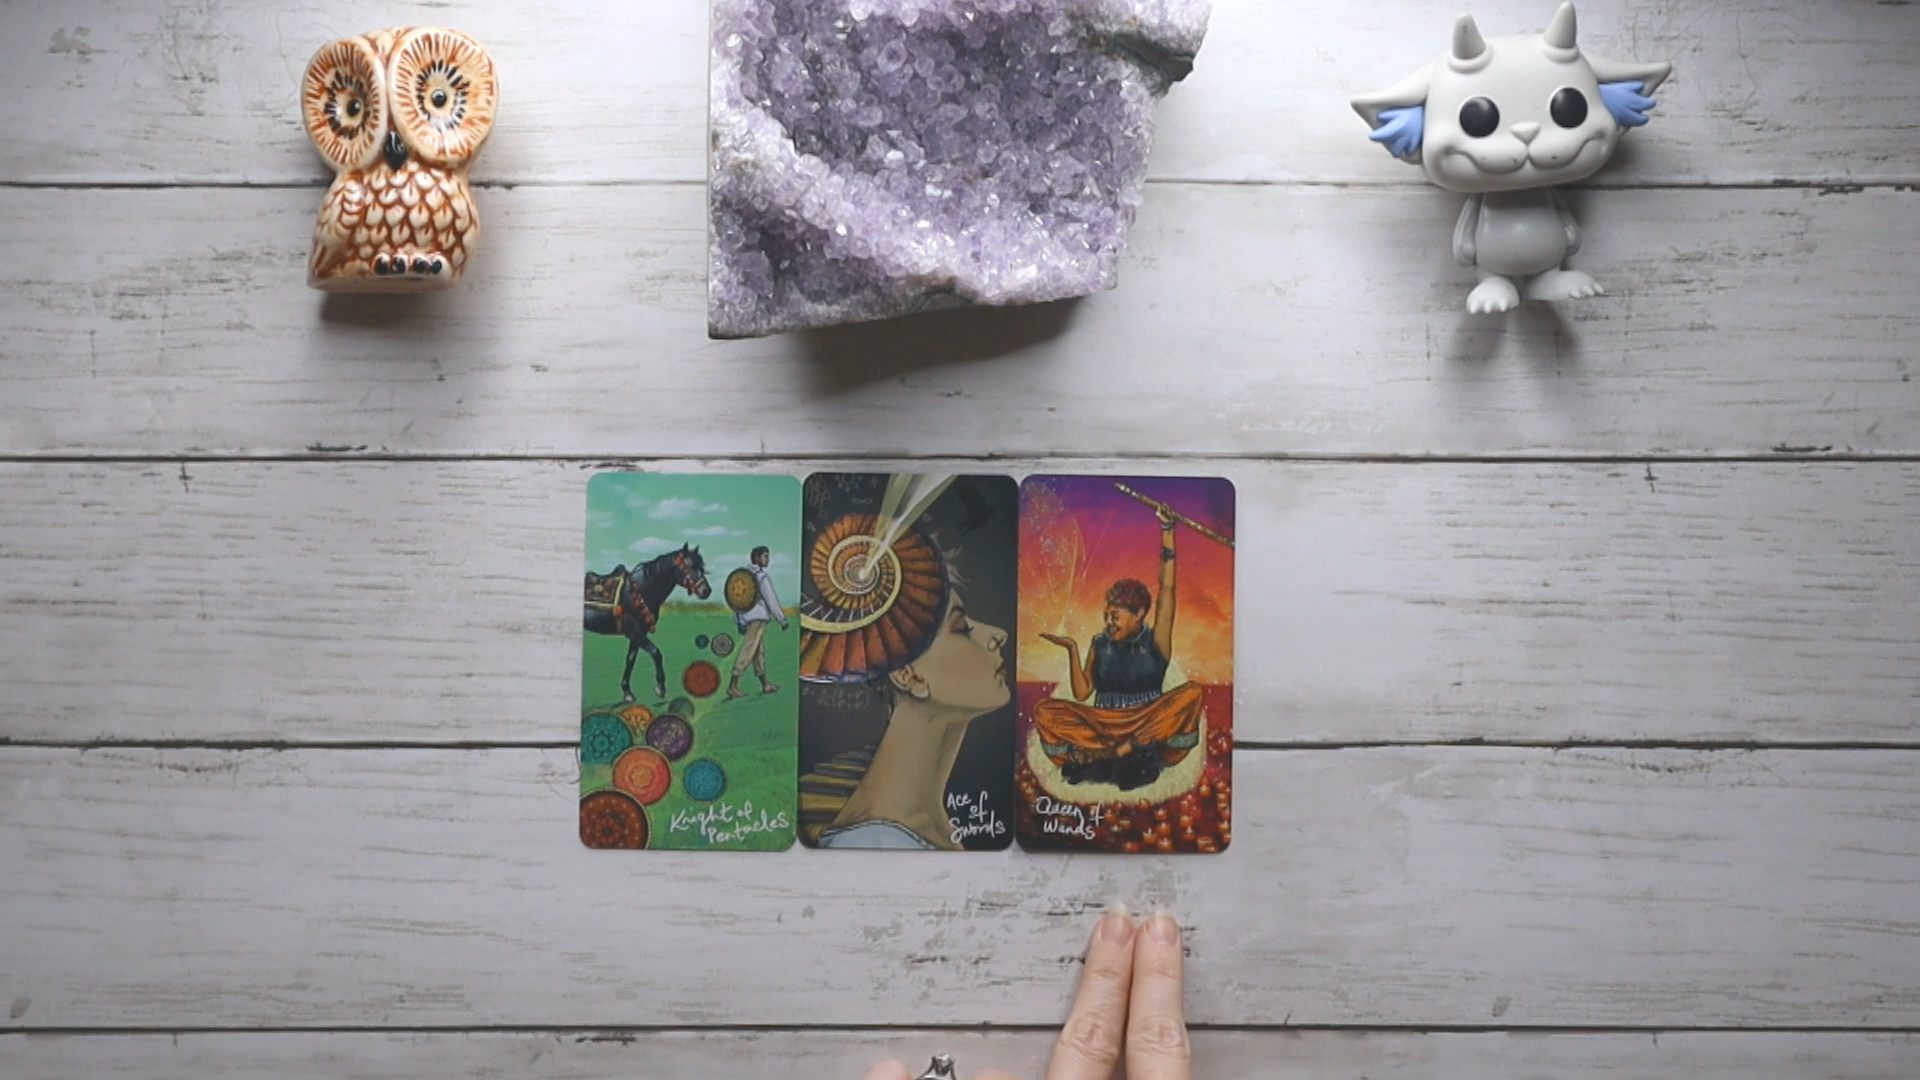 Knight of
Pentacles
Ace
of
Swords
Queen of
Wands